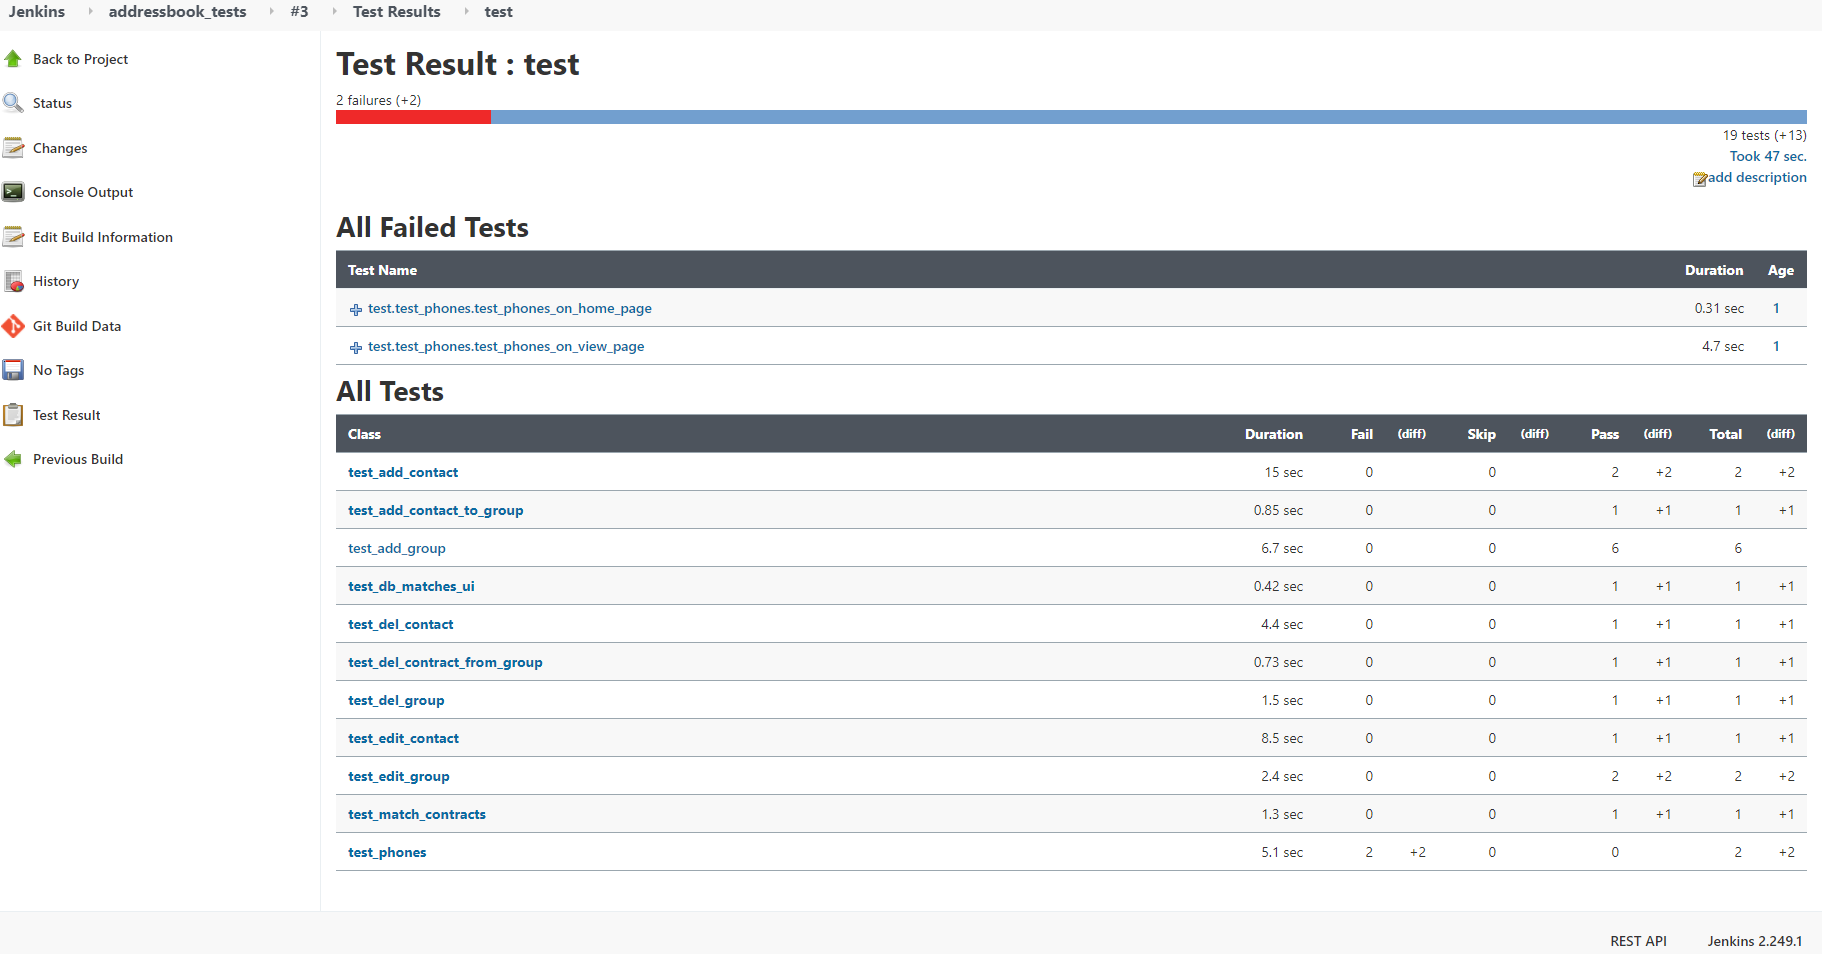 Jenkins addressbook_tests #3 Test Results test
Back to Project
Status
Changes
Console Output
Edit Build Information
History
Git Build Data
No Tags
Test Result
Previous Build
Test Result : test
2 failures (+2)
19 tests (+13)
Took 47 sec.
add description
All Failed Tests
Test Name Duration Age
test.test_phones.test_phones_on_home_page 0.31 sec 1
test.test_phones.test_phones_on_view_page 4.7 sec 1
All Tests
Class Duration Fail (diff) Skip (diff) Pass (diff) Total (diff)
test_add_contact 15 sec 0 0 2 +2 2 +2
test_add_contact_to_group 0.85 sec 0 0 1 +1 1 +1
test_add_group 6.7 sec 0 0 6 6
test_db_matches_ui 0.42 sec 0 0 1 +1 1 +1
test_del_contact 4.4 sec 0 0 1 +1 1 +1
test_del_contract_from_group 0.73 sec 0 0 1 +1 1 +1
test_del_group 1.5 sec 0 0 1 +1 1 +1
test_edit_contact 8.5 sec 0 0 1 +1 1 +1
test_edit_group 2.4 sec 0 0 2 +2 2 +2
test_match_contracts 1.3 sec 0 0 1 +1 1 +1
test_phones 5.1 sec 2 +2 0 0 2 +2
REST API Jenkins 2.249.1